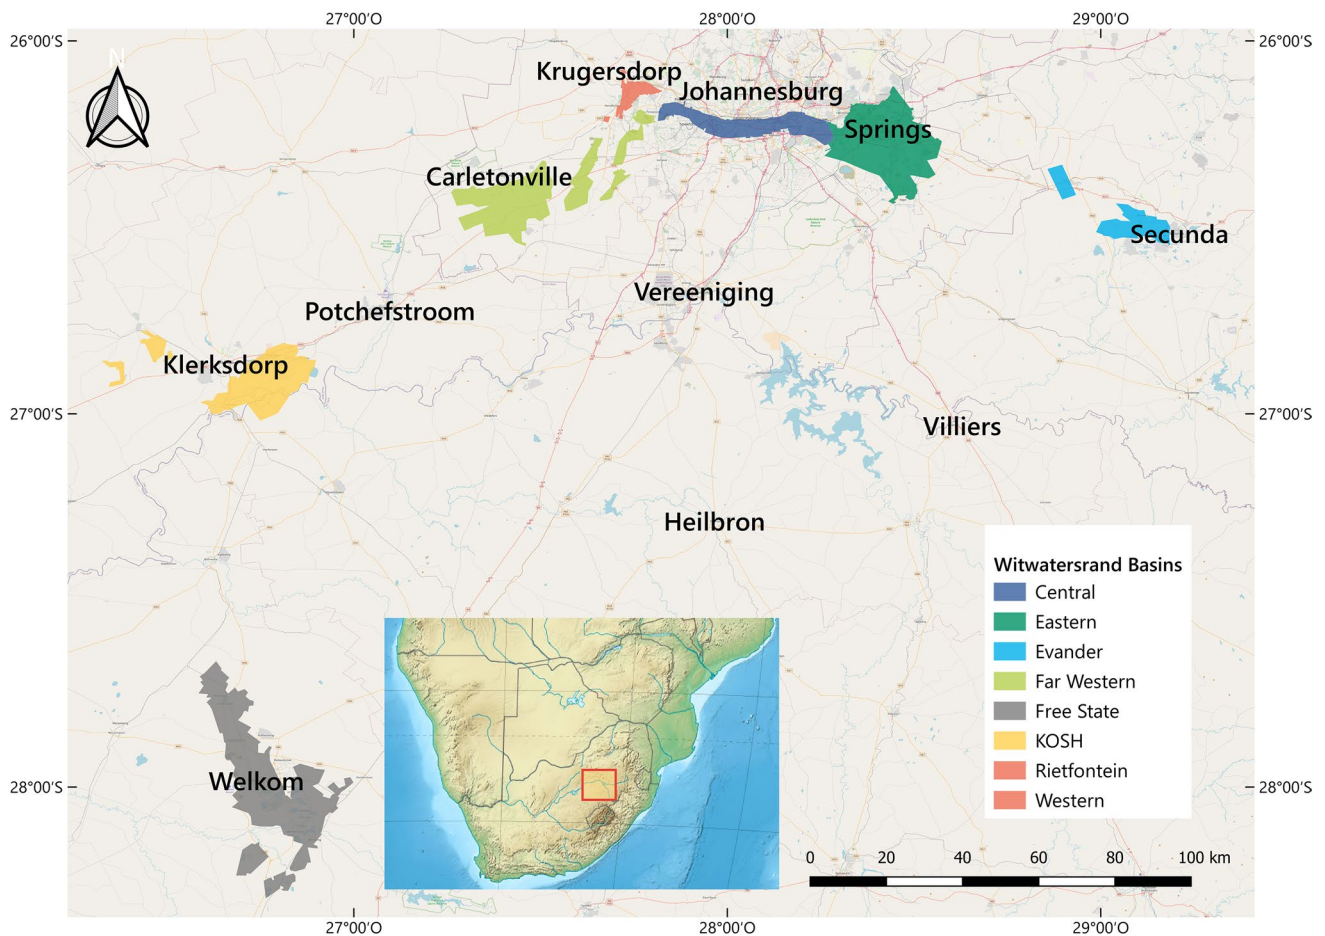 27°00'O
28°00'O
29°00'O
26°00'S
26°00'S
N
Krugersdorp
Johannesburg
Springs
Carletonville
Secunda
Vereeniging
Potchefstroom
Klerksdorp
27°00'S
27°00'S
Villiers
Heilbron
Witwatersrand Basins
Central
Eastern
Evander
Far Western
Free State
KOSH
Rietfontein
Western
Welkom
28°00'S
28°00'S
0 20 40 60 80 100 km
27°00'O
28°00'O
29°00'O